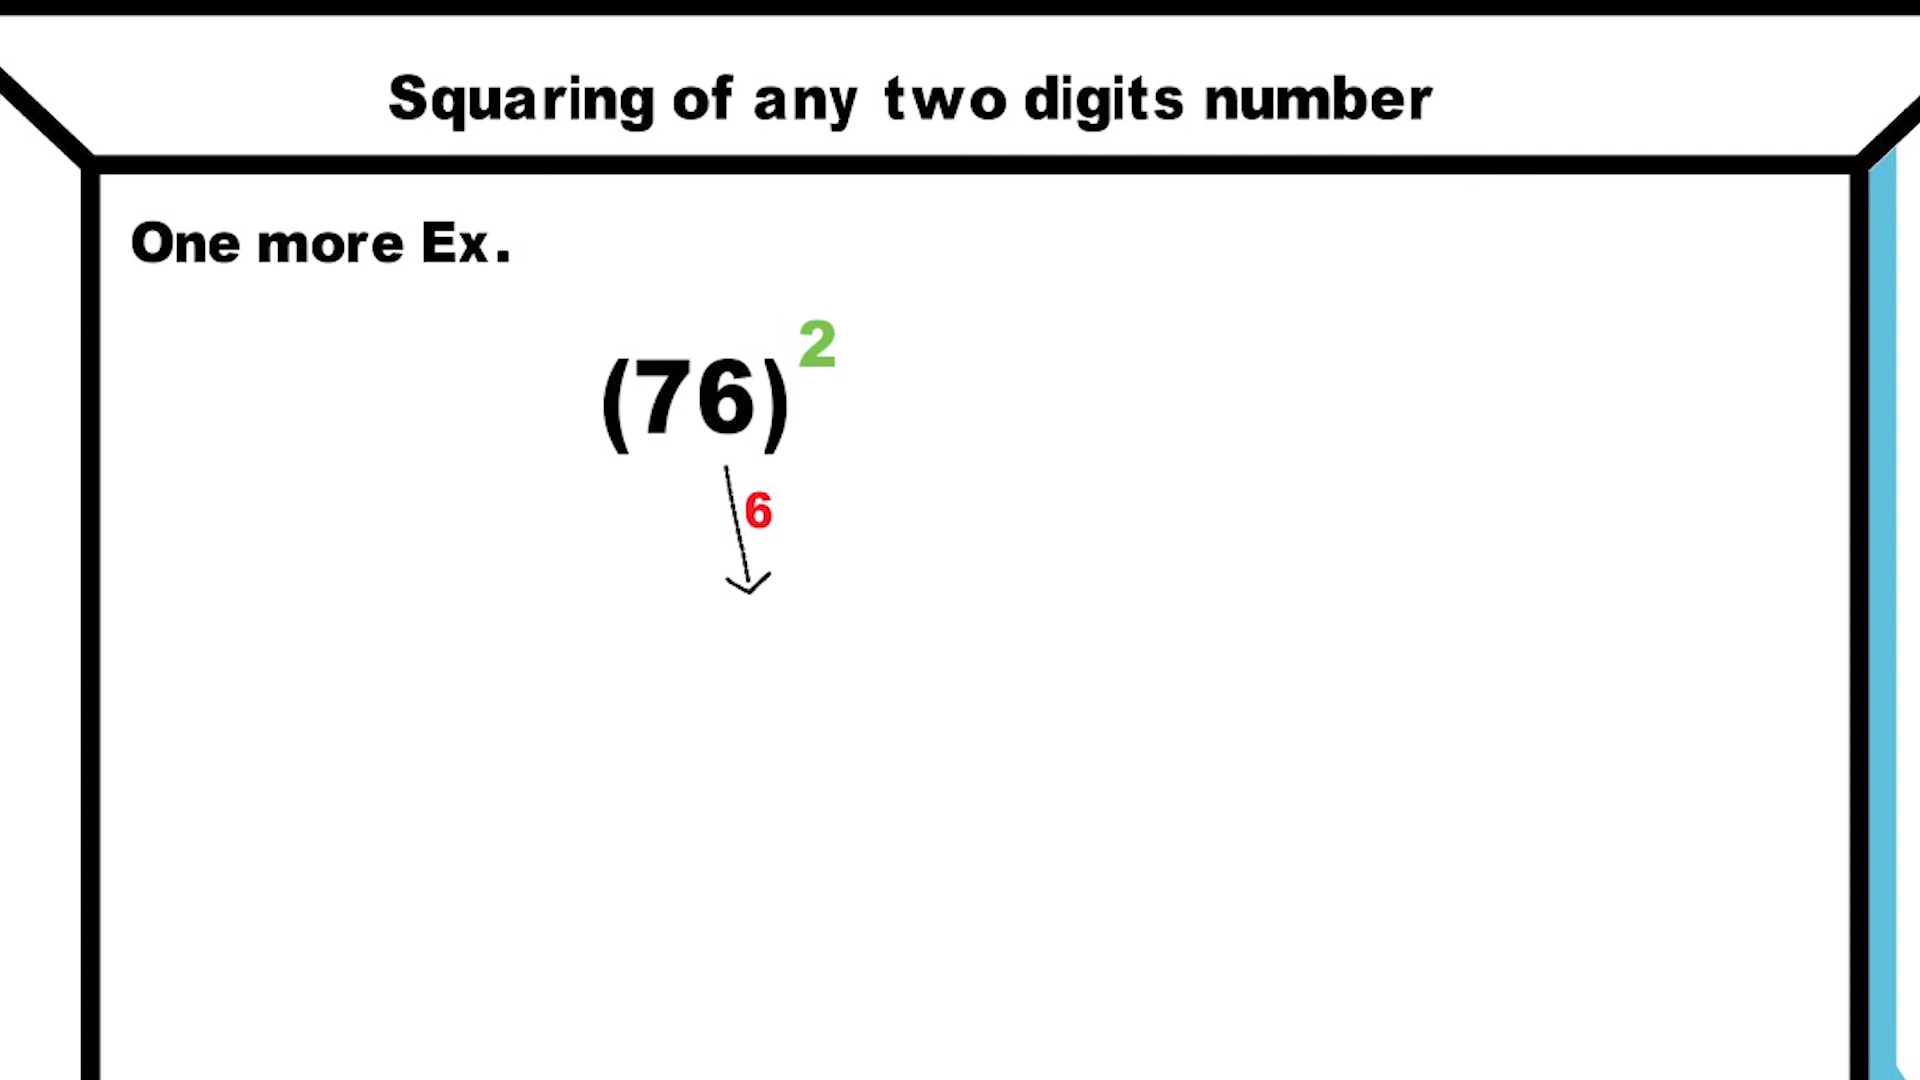 Squaring of any two digits number
One more Ex.
(76)²
6